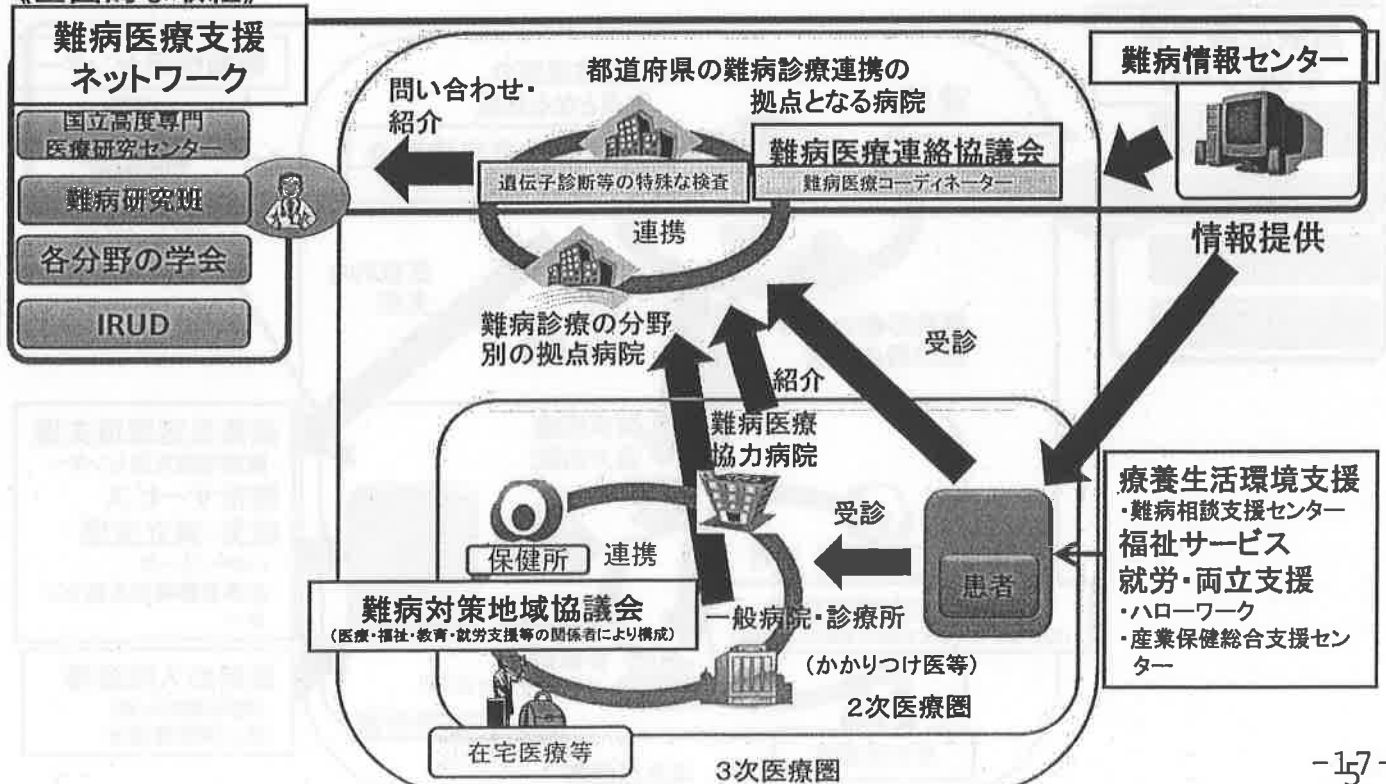 難病医療支援
ネットワーク
国立高度専門
医療研究センター
難病研究班
各分野の学会
IRUD
問い合わせ・
紹介
都道府県の難病診療連携の
拠点となる病院
難病医療連絡協議会
難病医療コーディネーター
遺伝子診断等の特殊な検査
連携
難病診療の分野
別の拠点病院
難病情報センター
情報提供
受診
紹介
難病医療
協力病院
保健所
連携
受診
患者
難病対策地域協議会
(医療・福祉・教育・就労支援等の関係者により構成)
一般病院・診療所
(かかりつけ医等)
2次医療圏
在宅医療等
3次医療圏
療養生活環境支援
・難病相談支援センター
福祉サービス
就労・両立支援
・ハローワーク
・産業保健総合支援セン
ター
-17-
5